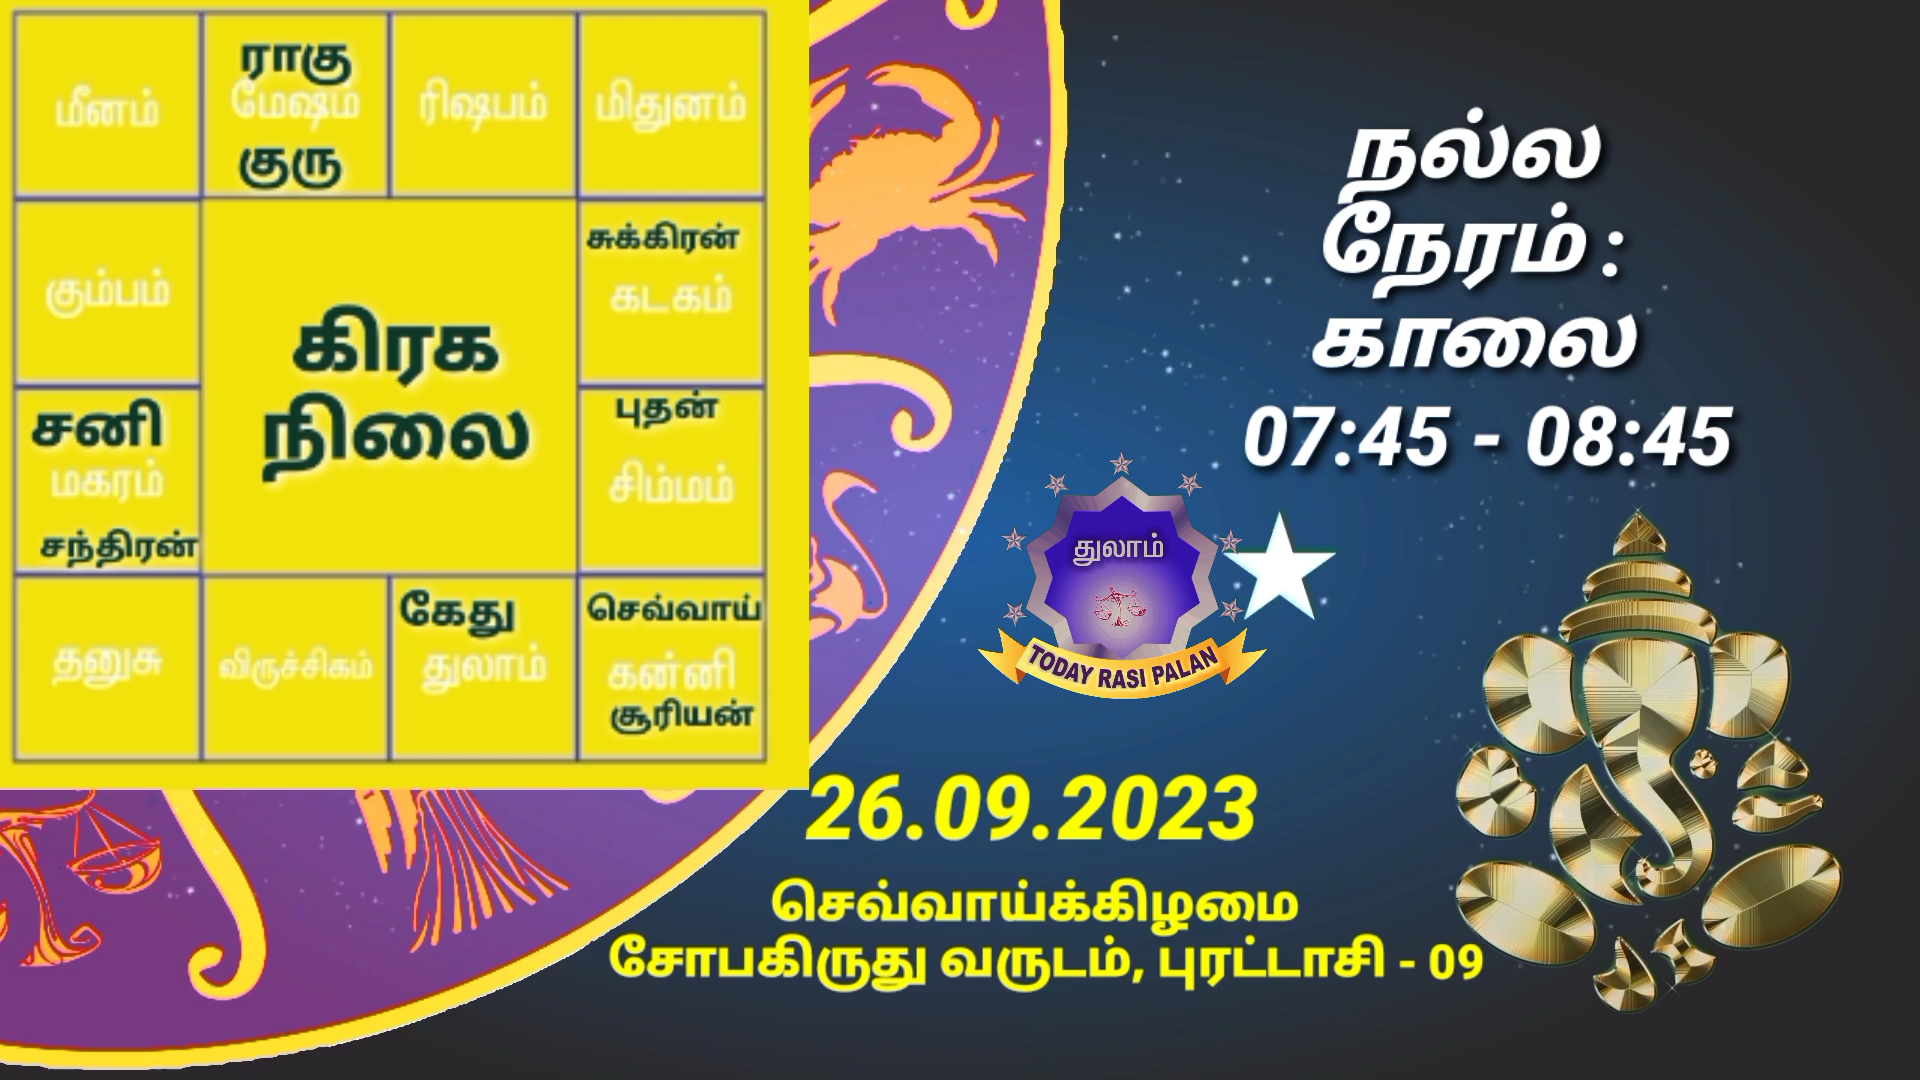 மீனம்
ராகு
மேஷம்
குரு
ரிஷபம்
மிதுனம்
கும்பம்
கிரக
நிலை
சுக்கிரன்
கடகம்
சனி
மகரம்
சந்திரன்
புதன்
சிம்மம்
தனுசு
விருச்சிகம்
கேது
துலாம்
செவ்வாய்
கன்னி
சூரியன்
நல்ல
நேரம் :
காலை
07:45 - 08:45
துலாம்
TODAY RASI PALAN
26.09.2023
செவ்வாய்க்கிழமை
சோபகிருது வருடம், புரட்டாசி - 09